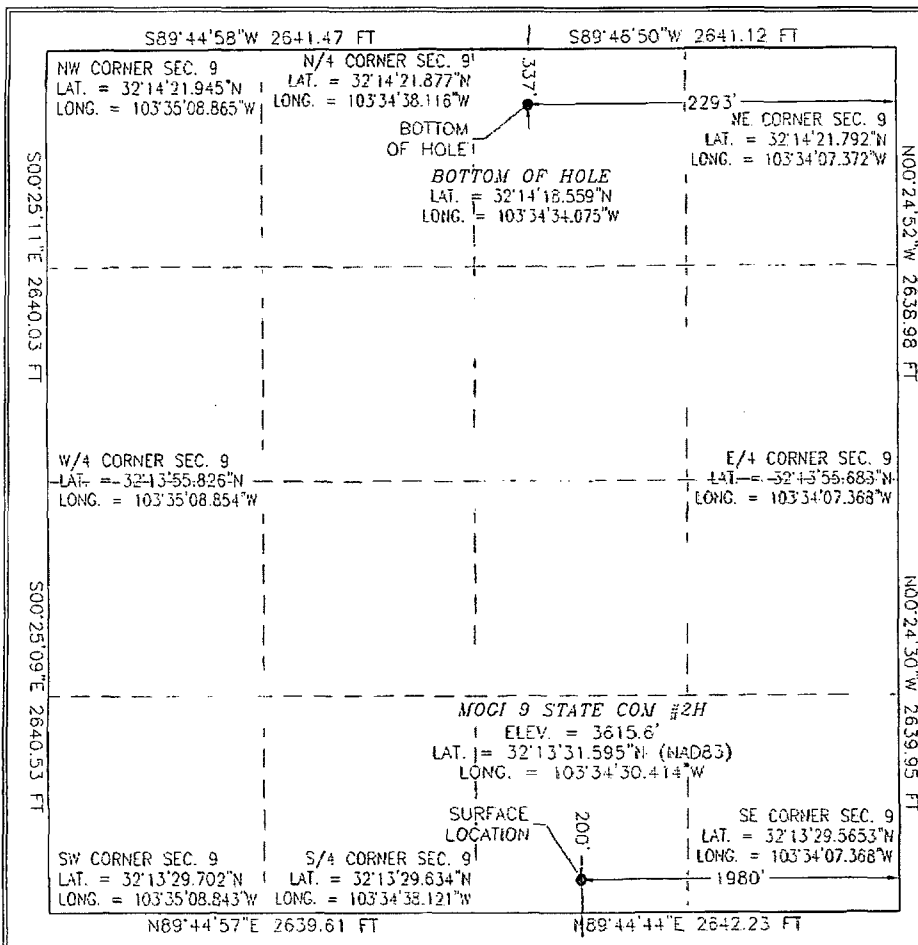 S89°44'58"W 2641.47 FT
S89°46'50"W 2641.12 FT
NW CORNER SEC. 9
LAT. = 32°14'21.945"N
LONG. = 103°35'08.865"W
N/4 CORNER SEC. 9
LAT. = 32°14'21.877"N
LONG. = 103°34'38.116"W
337'
2293'
BOTTOM
OF HOLE
NE CORNER SEC. 9
LAT. = 32°14'21.792"N
LONG. = 103°34'07.372"W
BOTTOM OF HOLE
LAT. = 32°14'18.559"N
LONG. = 103°34'34.075"W
S00°25'11"E 2640.03 FT
N00°24'52"W 2638.98 FT
W/4 CORNER SEC. 9
LAT. = 32°13'55.826"N
LONG. = 103°35'08.854"W
E/4 CORNER SEC. 9
LAT. = 32°13'55.683"N
LONG. = 103°34'07.368"W
S00°25'09"E 2640.53 FT
N00°24'30"W 2639.95 FT
MOGI 9 STATE COM #2H
ELEV. = 3615.6'
LAT. = 32°13'31.595"N (NAD83)
LONG. = 103°34'30.414"W
SURFACE
LOCATION
200'
SE CORNER SEC. 9
LAT. = 32°13'29.5653"N
LONG. = 103°34'07.368"W
1980'
SW CORNER SEC. 9
LAT. = 32°13'29.702"N
LONG. = 103°35'08.843"W
S/4 CORNER SEC. 9
LAT. = 32°13'29.634"N
LONG. = 103°34'38.121"W
N89°44'57"E 2639.61 FT
N89°44'44"E 2642.23 FT